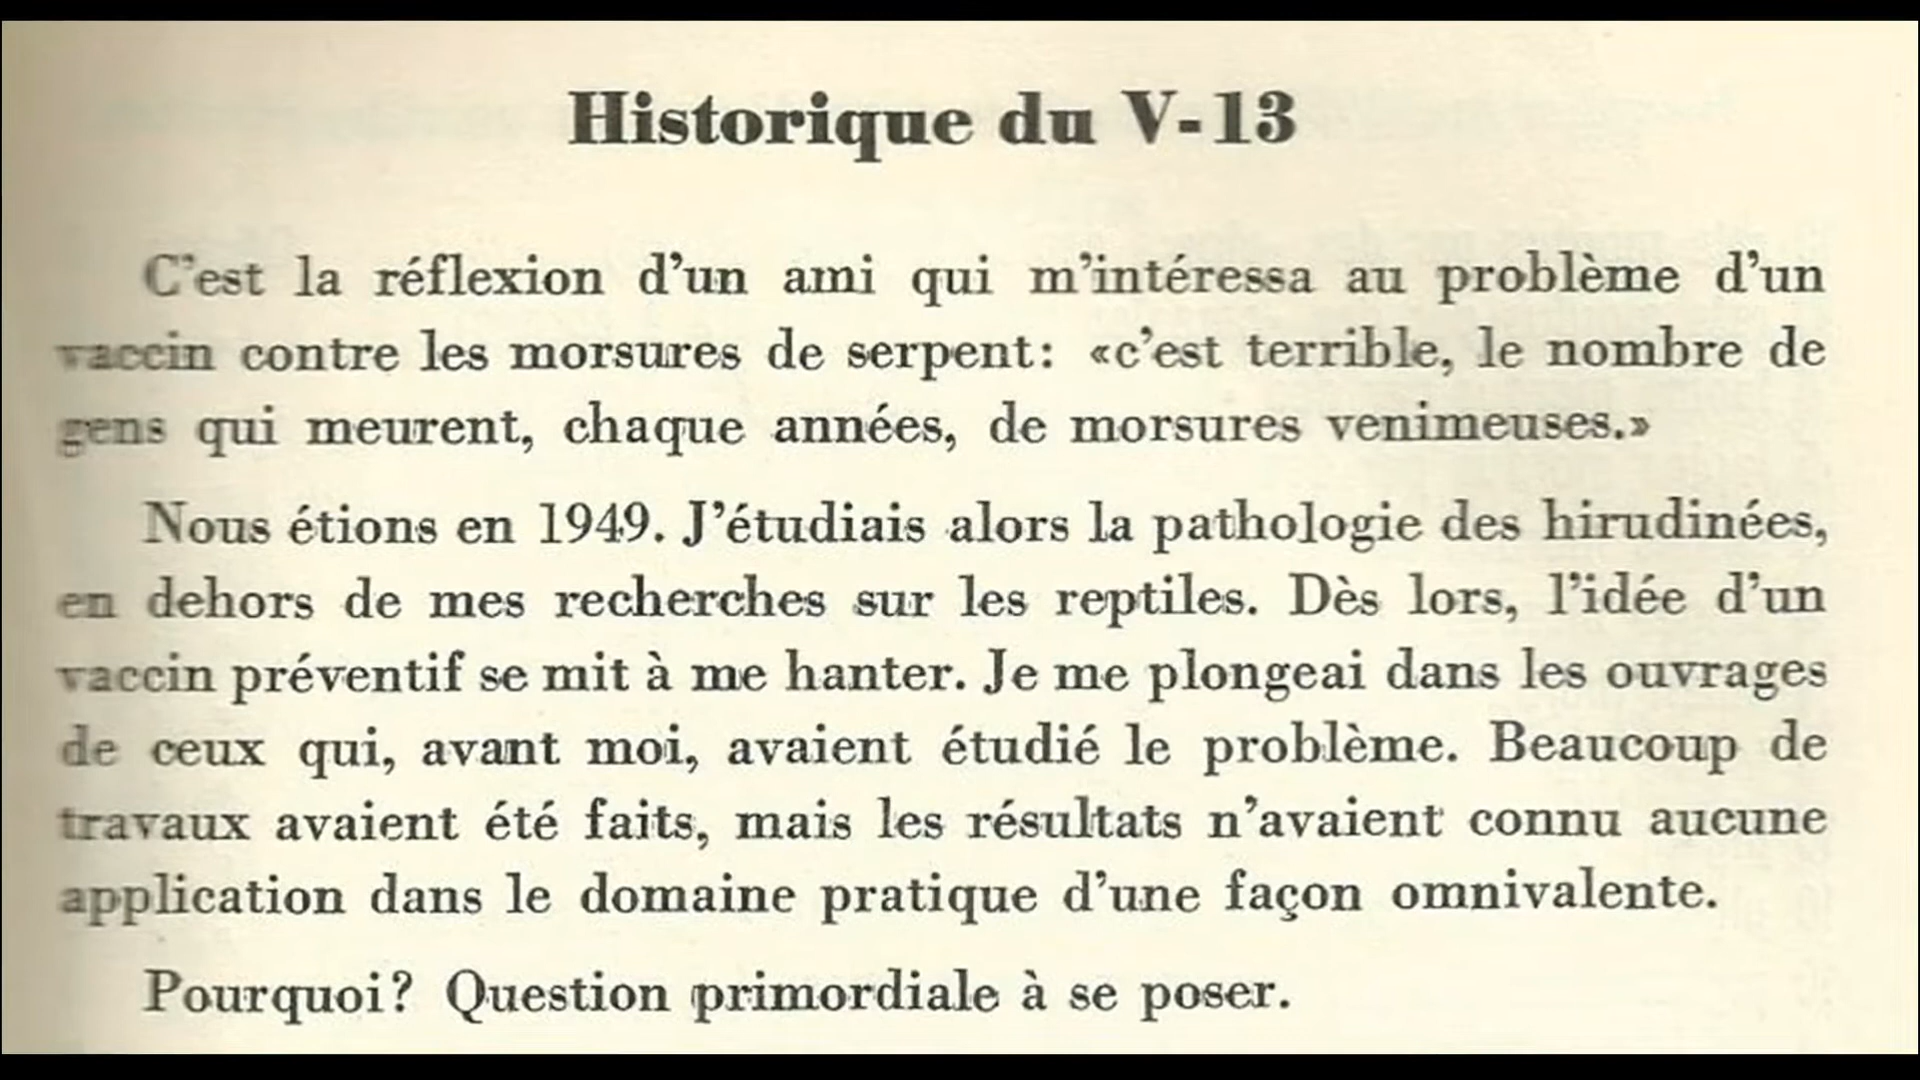 Historique du V-13
C'est la réflexion d'un ami qui m'intéressa au problème d'un
vaccin contre les morsures de serpent: «c'est terrible, le nombre de
gens qui meurent, chaque années, de morsures venimeuses.»
Nous étions en 1949. J'étudiais alors la pathologie des hirudinées,
en dehors de mes recherches sur les reptiles. Dès lors, l'idée d'un
vaccin préventif se mit à me hanter. Je me plongeai dans les ouvrages
de ceux qui, avant moi, avaient étudié le problème. Beaucoup de
travaux avaient été faits, mais les résultats n'avaient connu aucune
application dans le domaine pratique d'une façon omnivalente.
Pourquoi? Question primordiale à se poser.